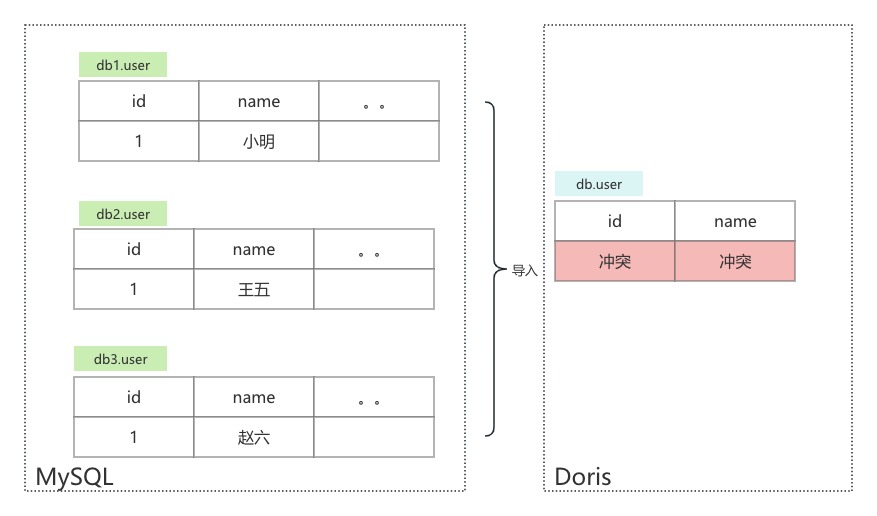 db1.user
id name 。。
1 小明
db2.user
id name 。。
1 王五
db3.user
id name 。。
1 赵六
MySQL
导入
db.user
id name
冲突 冲突
Doris